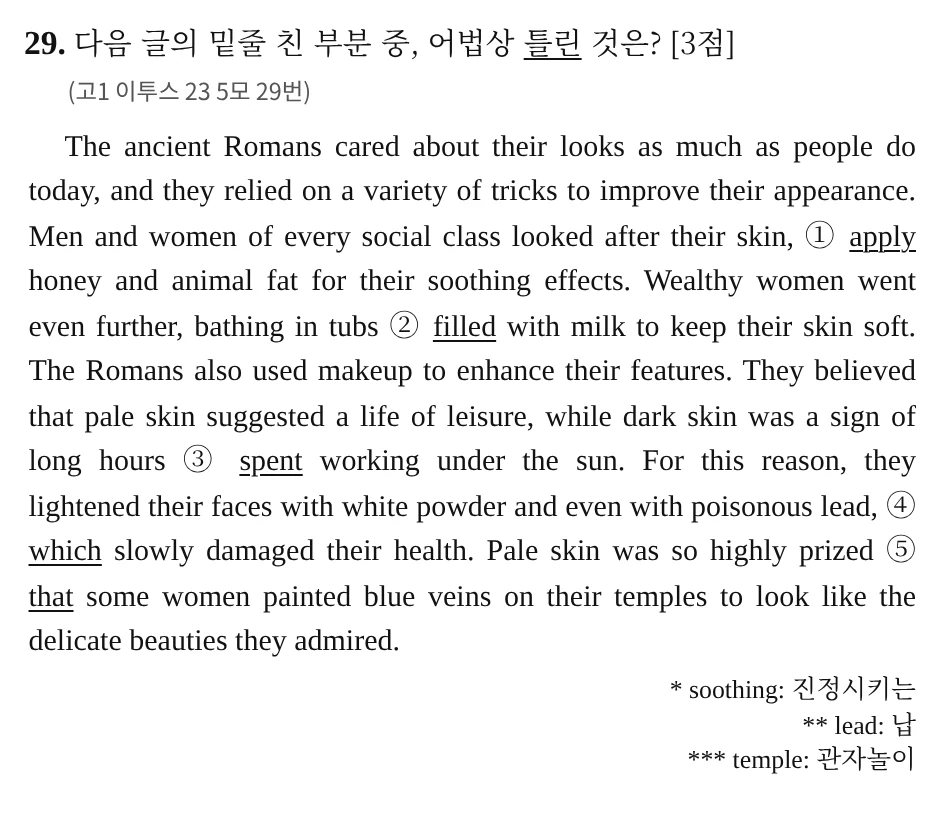 29. 다음 글의 밑줄 친 부분 중, 어법상 틀린 것은? [3점]
(고1 이투스 23 5모 29번)
The ancient Romans cared about their looks as much as people do
today, and they relied on a variety of tricks to improve their appearance.
Men and women of every social class looked after their skin, ① apply
honey and animal fat for their soothing effects. Wealthy women went
even further, bathing in tubs ② filled with milk to keep their skin soft.
The Romans also used makeup to enhance their features. They believed
that pale skin suggested a life of leisure, while dark skin was a sign of
long hours ③ spent working under the sun. For this reason, they
lightened their faces with white powder and even with poisonous lead, ④
which slowly damaged their health. Pale skin was so highly prized ⑤
that some women painted blue veins on their temples to look like the
delicate beauties they admired.
* soothing: 진정시키는
** lead: 납
*** temple: 관자놀이